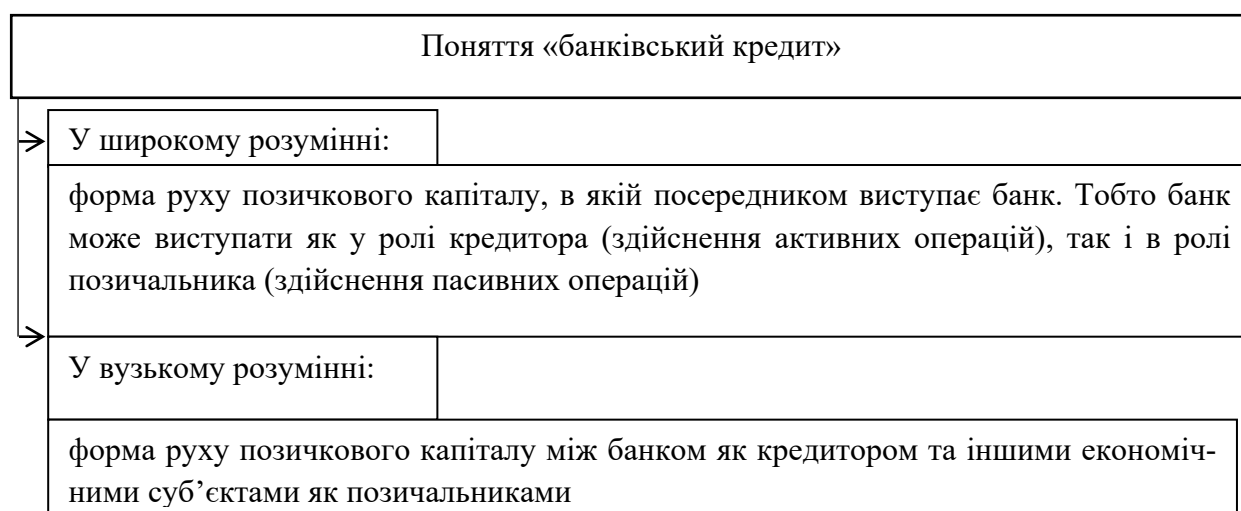 Поняття «банківський кредит»
У широкому розумінні:
форма руху позичкового капіталу, в якій посередником виступає банк. Тобто банк
може виступати як у ролі кредитора (здійснення активних операцій), так і в ролі
позичальника (здійснення пасивних операцій)
У вузькому розумінні:
форма руху позичкового капіталу між банком як кредитором та іншими економіч-
ними суб’єктами як позичальниками